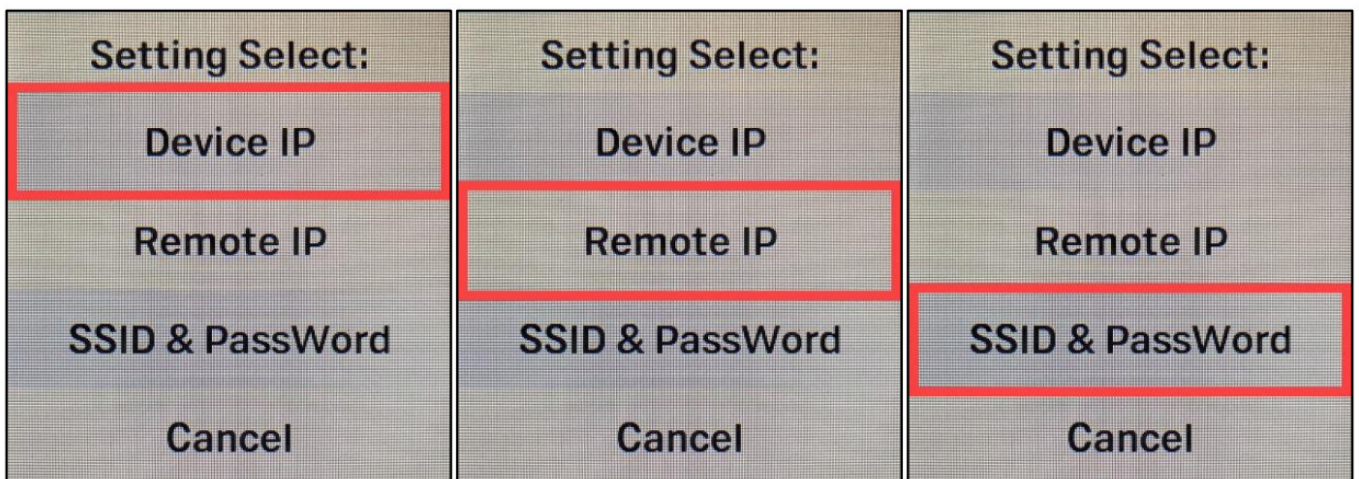 Setting Select:
Device IP
Remote IP
SSID & PassWord
Cancel
Setting Select:
Device IP
Remote IP
SSID & PassWord
Cancel
Setting Select:
Device IP
Remote IP
SSID & PassWord
Cancel